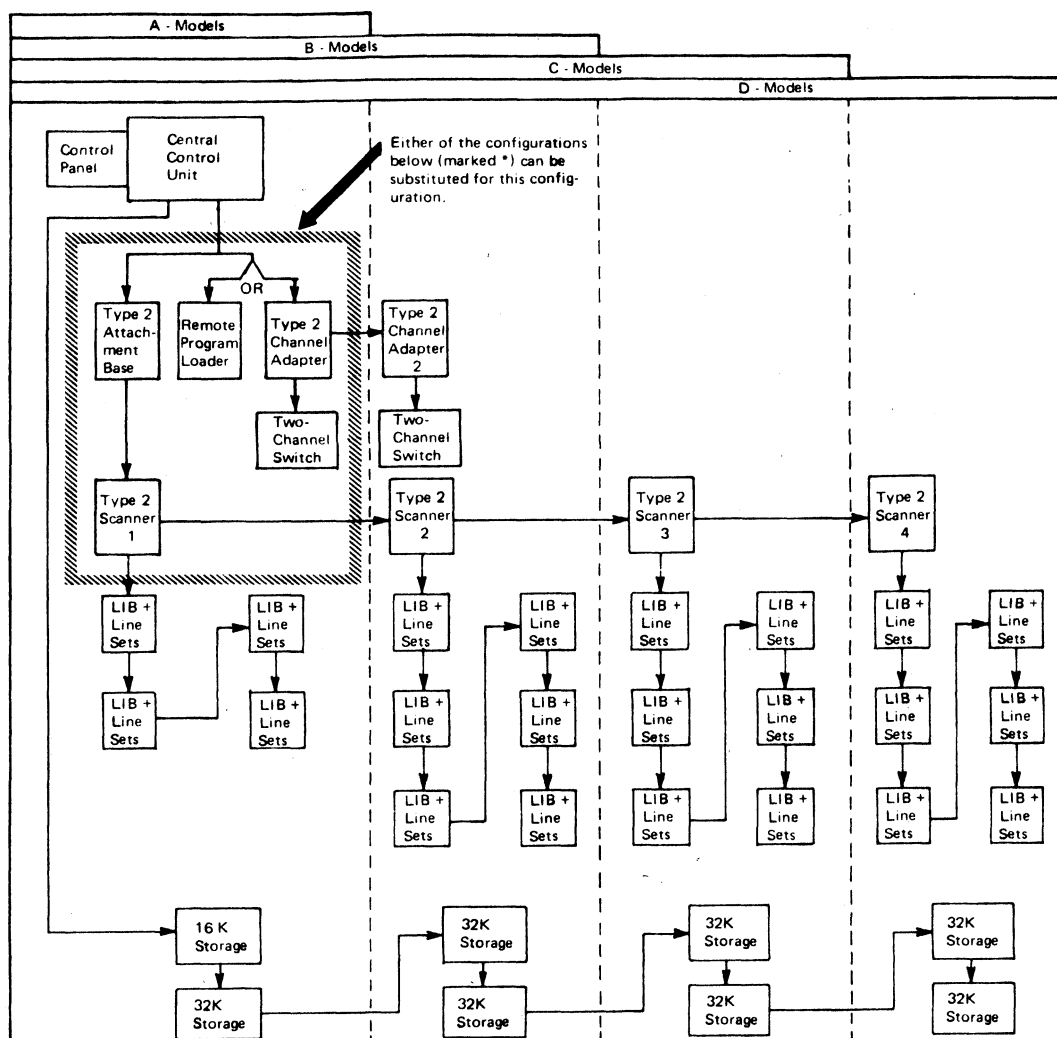 A - Models
B - Models
C - Models
D - Models
Control
Panel
Central
Control
Unit
Either of the configurations
below (marked *) can be
substituted for this config-
uration.
OR
Type 2
Attach-
ment
Base
Remote
Program
Loader
Type 2
Channel
Adapter
Type 2
Channel
Adapter
2
Two-
Channel
Switch
Two-
Channel
Switch
Type 2
Scanner
1
Type 2
Scanner
2
Type 2
Scanner
3
Type 2
Scanner
4
LIB +
Line
Sets
LIB +
Line
Sets
LIB +
Line
Sets
LIB +
Line
Sets
LIB +
Line
Sets
LIB +
Line
Sets
LIB +
Line
Sets
LIB +
Line
Sets
LIB +
Line
Sets
LIB +
Line
Sets
LIB +
Line
Sets
LIB +
Line
Sets
LIB +
Line
Sets
LIB +
Line
Sets
LIB +
Line
Sets
LIB +
Line
Sets
LIB +
Line
Sets
LIB +
Line
Sets
LIB +
Line
Sets
LIB +
Line
Sets
LIB +
Line
Sets
LIB +
Line
Sets
16 K
Storage
32K
Storage
32K
Storage
32K
Storage
32K
Storage
32K
Storage
32K
Storage
32K
Storage